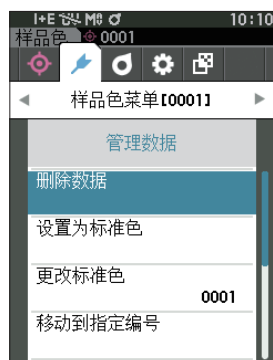 I+E M0 10:10
样品色 0001
样品色菜单[0001]
管理数据
删除数据
设置为标准色
更改标准色
0001
移动到指定编号